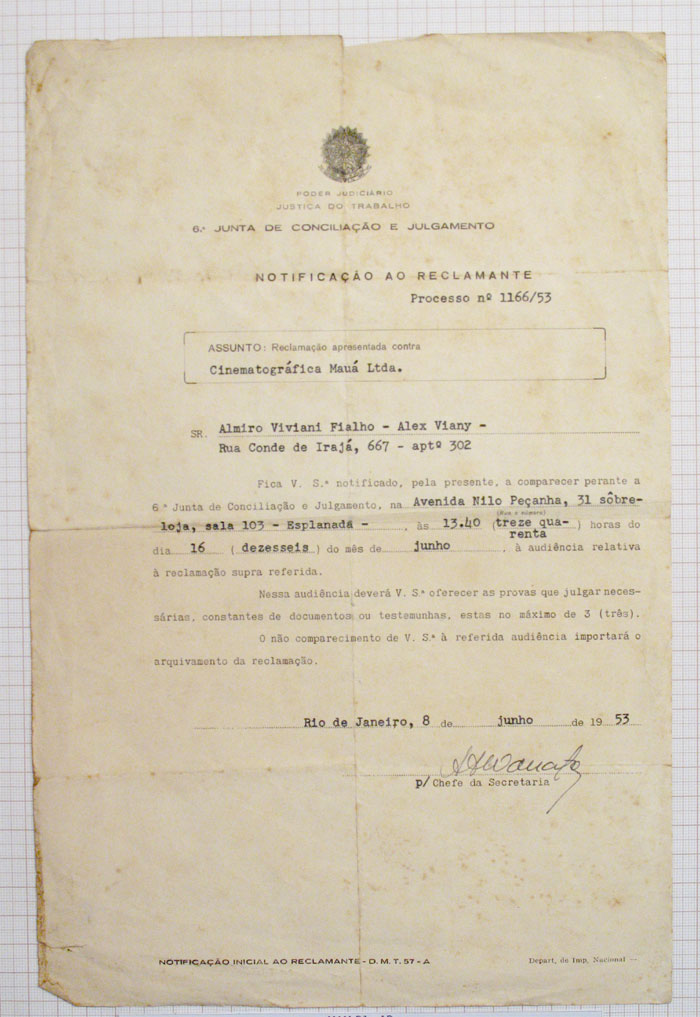 PODER JUDICIÁRIO
JUSTIÇA DO TRABALHO
6.ª JUNTA DE CONCILIAÇÃO E JULGAMENTO
NOTIFICAÇÃO AO RECLAMANTE
Processo nº 1166/53
ASSUNTO: Reclamação apresentada contra
Cinematográfica Mauá Ltda.
SR. Almiro Viviani Fialho - Alex Viany -
Rua Conde de Irajá, 667 - aptº 302
Fica V. S.ª notificado, pela presente, a comparecer perante a
6.ª Junta de Conciliação e Julgamento, na Avenida Nilo Peçanha, 31 sôbre-
(Rua e número)
loja, sala 103 - Esplanada - , às 13.40 (treze qua-) horas do
renta
dia 16 (dezesseis) do mês de junho , à audiência relativa
à reclamação supra referida.
Nessa audiência deverá V. S.ª oferecer as provas que julgar neces-
sárias, constantes de documentos ou testemunhas, estas no máximo de 3 (três).
O não comparecimento de V. S.ª à referida audiência importará o
arquivamento da reclamação.
Rio de Janeiro, 8 de junho de 1953
p/ Chefe da Secretaria
NOTIFICAÇÃO INICIAL AO RECLAMANTE - D. M. T. 57 - A
Depart. de Imp. Nacional —